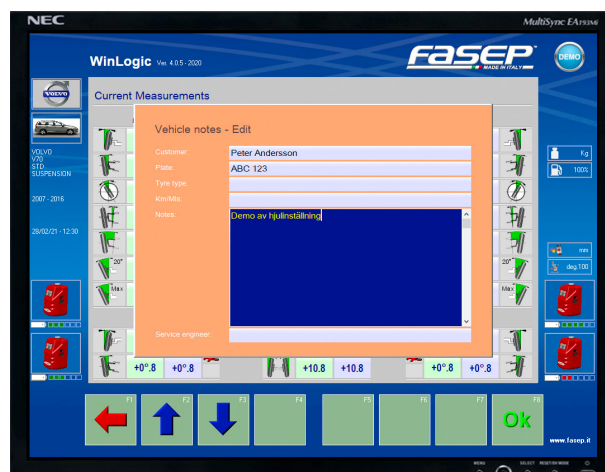 NEC
MultiSync EA193Mi
WinLogic Ver. 4.0.5 - 2020
FASEP
MADE IN ITALY
DEMO
VOLVO
Current Measurements
Vehicle notes - Edit
Customer:
Peter Andersson
Plate:
ABC 123
Tyre type:
Km/Mls:
Notes:
Demo av hjulinställning
Service engineer:
VOLVO
V70
STD
SUSPENSION
2007 - 2016
28/02/21 - 12:30
Kg
100%
mm
deg.100
20°
20°
Max
Max
+0°.8 +0°.8 +10.8 +10.8 +0°.8 +0°.8
F1 F2 F3 F4 F5 F6 F7 F8
Ok
www.fasep.it
MENU
SELECT